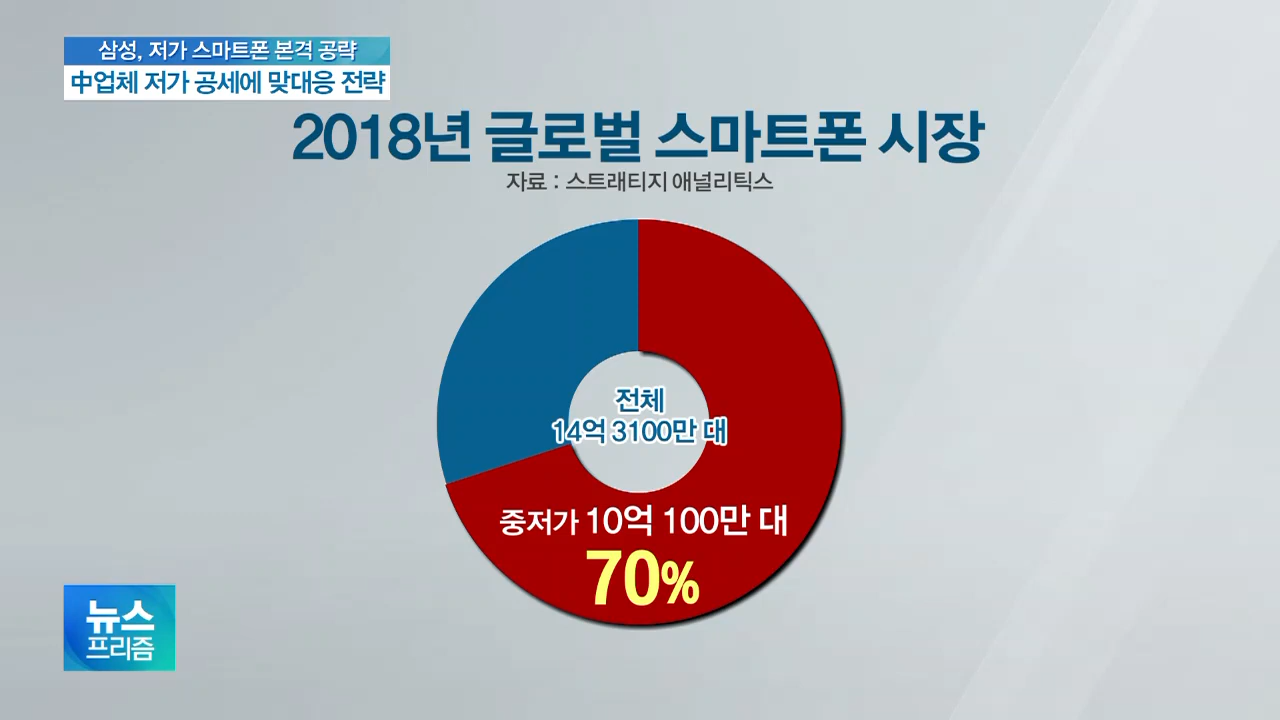 삼성, 저가 스마트폰 본격 공략
中업체 저가 공세에 맞대응 전략
2018년 글로벌 스마트폰 시장
자료 : 스트래티지 애널리틱스
전체
14억 3100만 대
중저가 10억 100만 대
70%
뉴스
프리즘